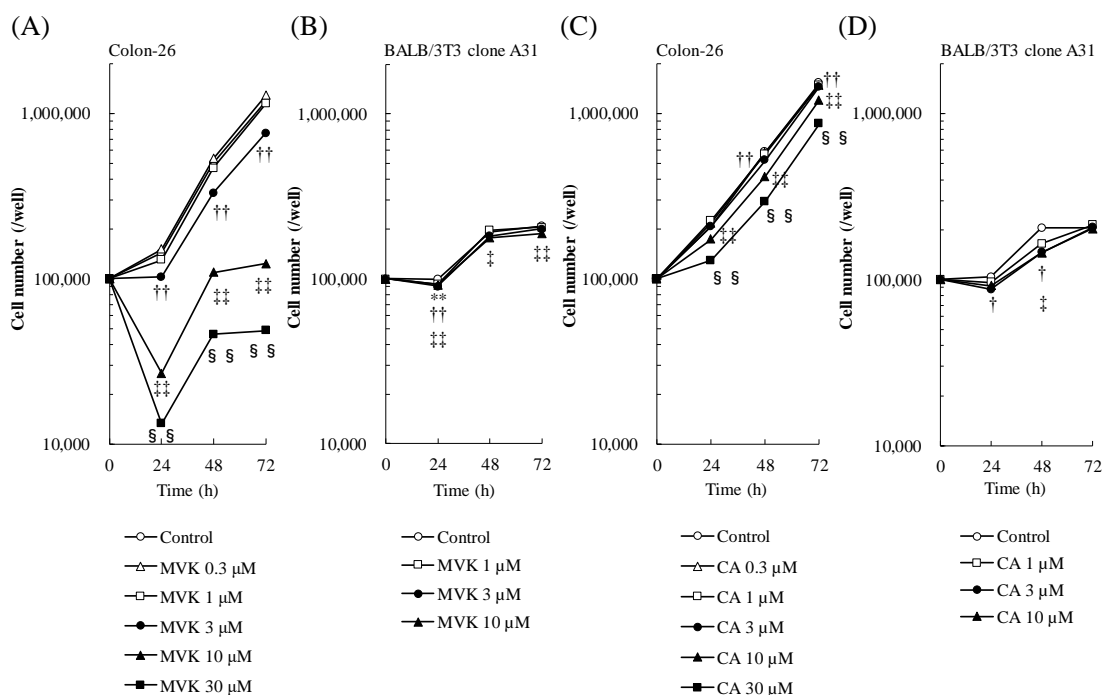 (A)
Colon-26
1,000,000
100,000
10,000
Cell number (/well)
††
††
††
‡‡
‡‡
‡‡
§ §
§ §
§ §
0 24 48 72
Time (h)
Control
MVK 0.3 μM
MVK 1 μM
MVK 3 μM
MVK 10 μM
MVK 30 μM
(B)
BALB/3T3 clone A31
1,000,000
100,000
10,000
Cell number (/well)
**
††
‡‡
‡
‡‡
0 24 48 72
Time (h)
Control
MVK 1 μM
MVK 3 μM
MVK 10 μM
(C)
Colon-26
1,000,000
100,000
10,000
Cell number (/well)
††
‡‡
§ §
††
‡‡
§ §
‡‡
§ §
0 24 48 72
Time (h)
Control
CA 0.3 μM
CA 1 μM
CA 3 μM
CA 10 μM
CA 30 μM
(D)
BALB/3T3 clone A31
1,000,000
100,000
10,000
Cell number (/well)
†
†
‡
0 24 48 72
Time (h)
Control
CA 1 μM
CA 3 μM
CA 10 μM